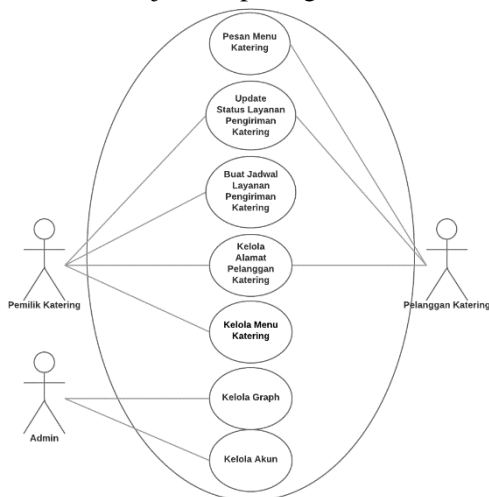 Pesan Menu
Katering
Update
Status Layanan
Pengiriman
Katering
Buat Jadwal
Layanan
Pengiriman
Katering
Kelola
Alamat
Pelanggan
Katering
Pemilik Katering
Pelanggan Katering
Kelola Menu
Katering
Kelola Graph
Admin
Kelola Akun